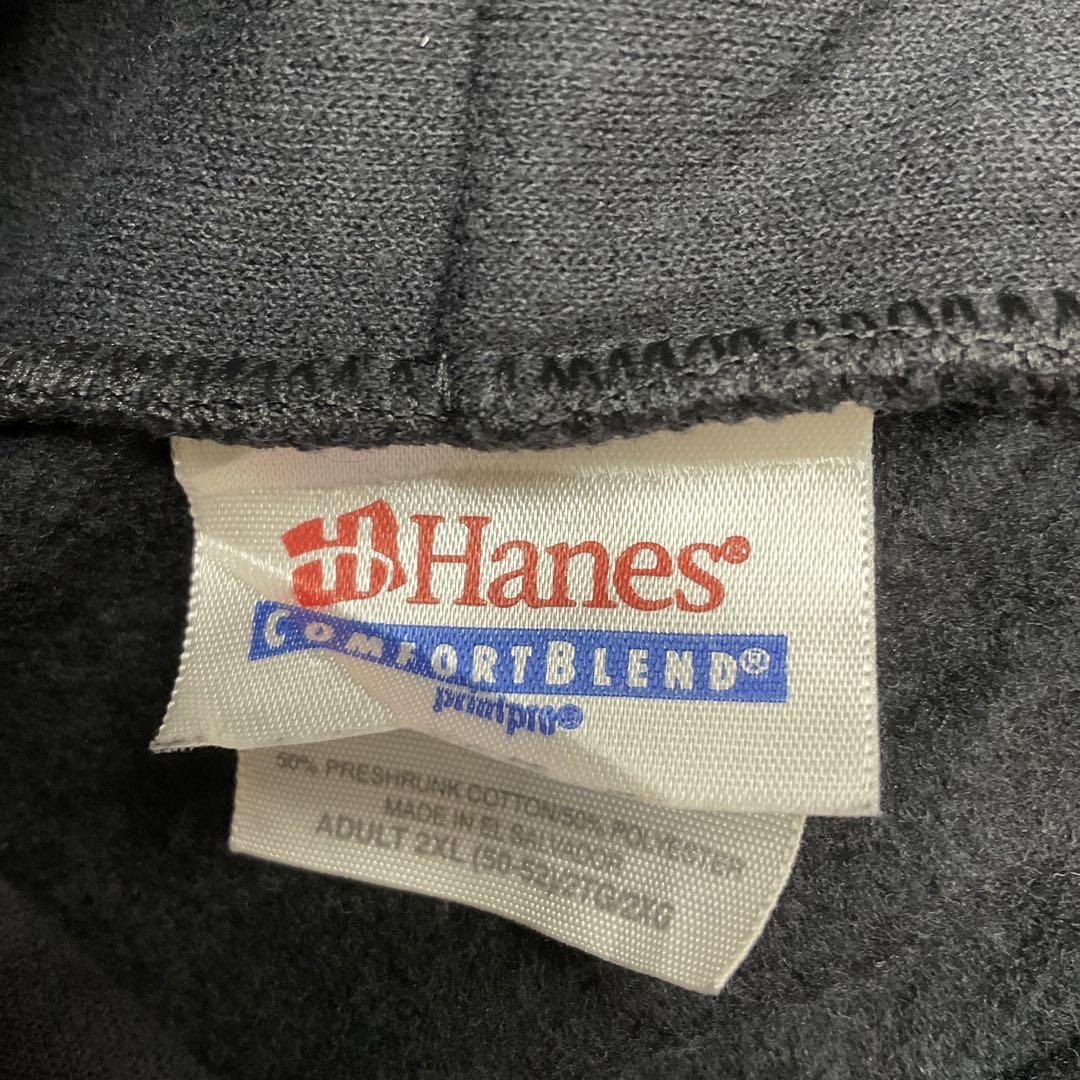 Hanes®
COMFORTBLEND®
printpro®
50% PRESHRUNK COTTON/50% POLYESTER
MADE IN EL SALVADOR
ADULT 2XL (50-52)/2TG/2XG